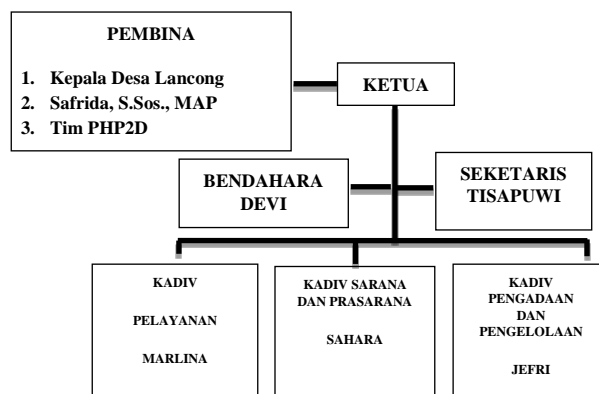 PEMBINA
1. Kepala Desa Lancong
2. Safrida, S.Sos., MAP
3. Tim PHP2D
KETUA
BENDAHARA
DEVI
SEKETARIS
TISAPUWI
KADIV
PELAYANAN
MARLINA
KADIV SARANA
DAN PRASARANA
SAHARA
KADIV
PENGADAAN
DAN
PENGELOLAAN
JEFRI